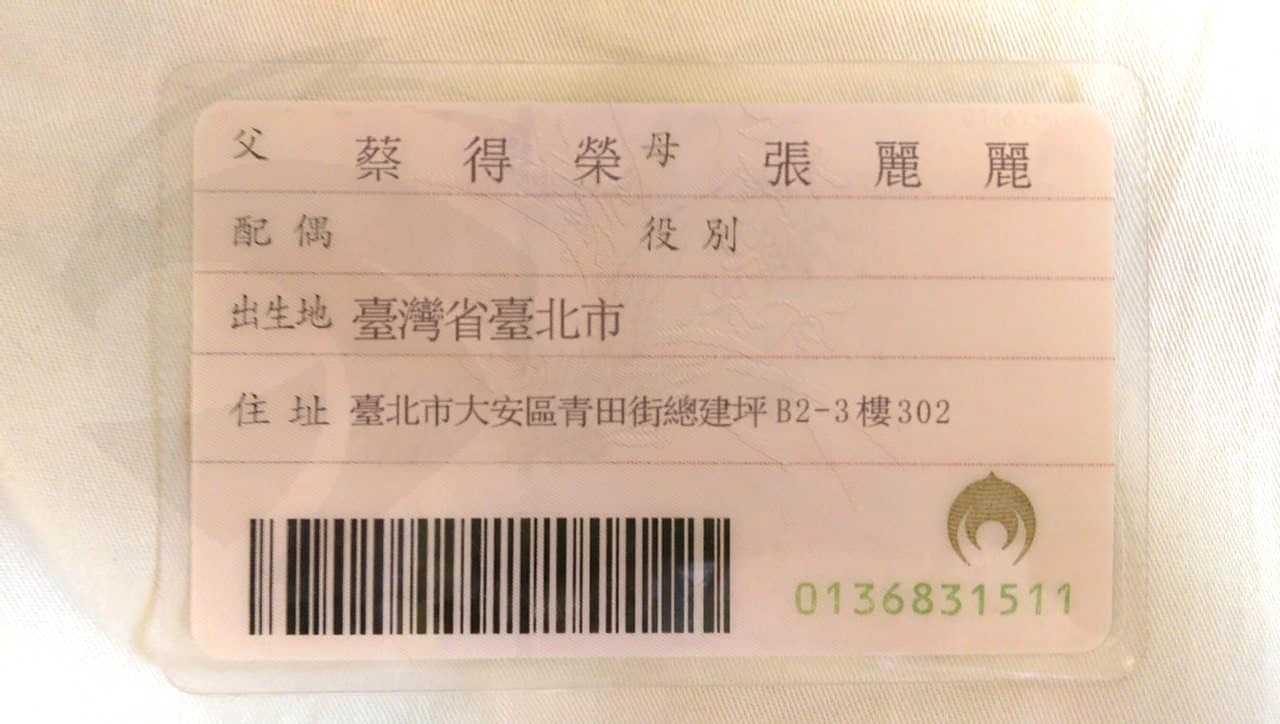 父 蔡得榮 母 張麗麗
配偶 役別
出生地 臺灣省臺北市
住址 臺北市大安區青田街總建坪B2-3樓302
0136831511